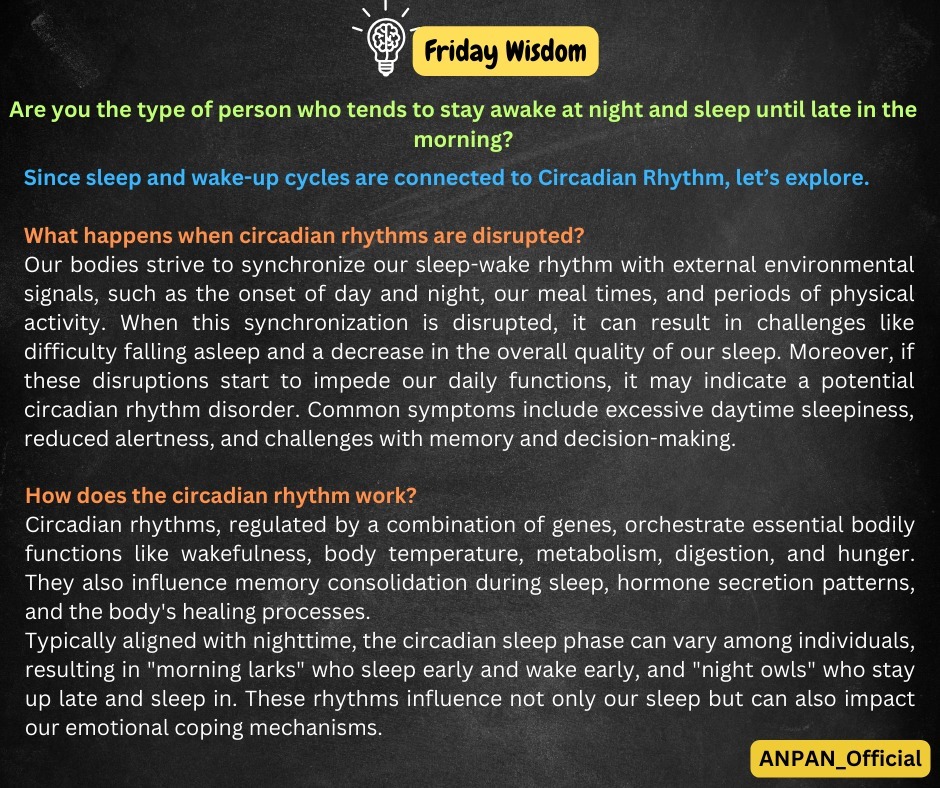 Friday Wisdom
Are you the type of person who tends to stay awake at night and sleep until late in the
morning?
Since sleep and wake-up cycles are connected to Circadian Rhythm, let’s explore.
What happens when circadian rhythms are disrupted?
Our bodies strive to synchronize our sleep-wake rhythm with external environmental
signals, such as the onset of day and night, our meal times, and periods of physical
activity. When this synchronization is disrupted, it can result in challenges like
difficulty falling asleep and a decrease in the overall quality of our sleep. Moreover, if
these disruptions start to impede our daily functions, it may indicate a potential
circadian rhythm disorder. Common symptoms include excessive daytime sleepiness,
reduced alertness, and challenges with memory and decision-making.
How does the circadian rhythm work?
Circadian rhythms, regulated by a combination of genes, orchestrate essential bodily
functions like wakefulness, body temperature, metabolism, digestion, and hunger.
They also influence memory consolidation during sleep, hormone secretion patterns,
and the body's healing processes.
Typically aligned with nighttime, the circadian sleep phase can vary among individuals,
resulting in "morning larks" who sleep early and wake early, and "night owls" who stay
up late and sleep in. These rhythms influence not only our sleep but can also impact
our emotional coping mechanisms.
ANPAN_Official